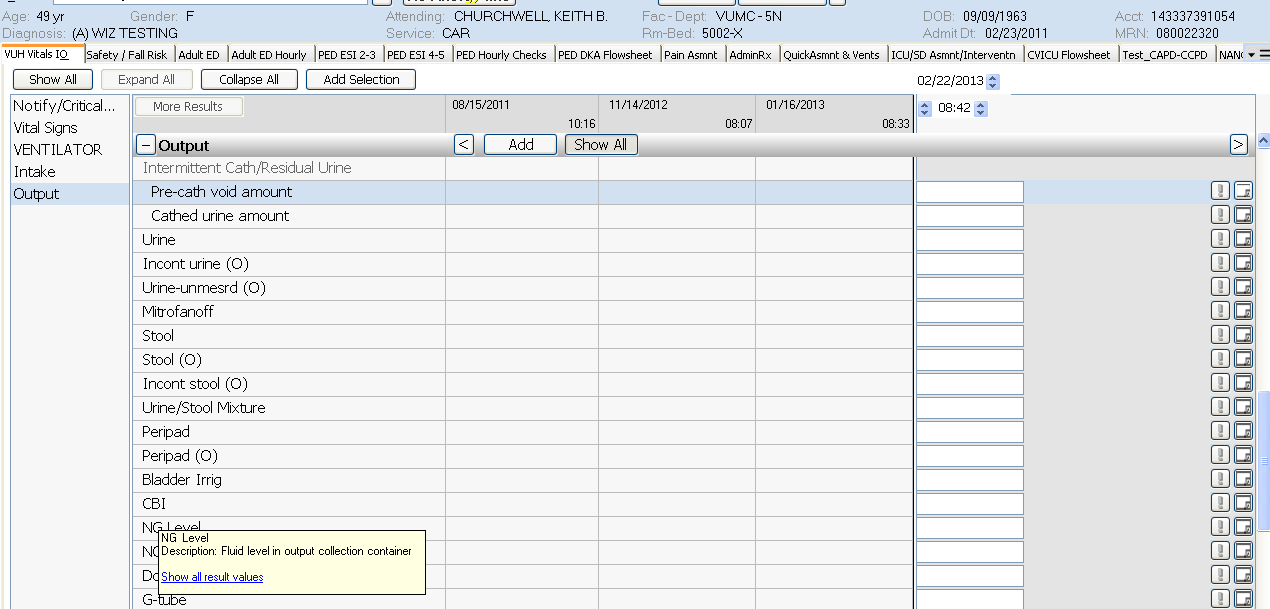 Age: 49 yr Gender: F Attending: CHURCHWELL, KEITH B. Fac - Dept: VUMC - 5N DOB: 09/09/1963 Acct: 143337391054
Diagnosis: (A) WIZ TESTING Service: CAR Rm-Bed: 5002-X Admit Dt: 02/23/2011 MRN: 080022320
VUH Vitals IO Safety / Fall Risk Adult ED Adult ED Hourly PED ESI 2-3 PED ESI 4-5 PED Hourly Checks PED DKA Flowsheet Pain Asmnt AdminRx QuickAsmnt & Vents ICU/SD Asmnt/Interventn CVICU Flowsheet Test_CAPD-CCPD
Show All Expand All Collapse All Add Selection 02/22/2013
Notify/Critical... More Results 08/15/2011 11/14/2012 01/16/2013 08:42
Vital Signs 10:16 08:07 08:33
VENTILATOR − Output < Add Show All >
Intake Intermittent Cath/Residual Urine
Output Pre-cath void amount
Cathed urine amount
Urine
Incont urine (O)
Urine-unmesrd (O)
Mitrofanoff
Stool
Stool (O)
Incont stool (O)
Urine/Stool Mixture
Peripad
Peripad (O)
Bladder Irrig
CBI
NG Level
NG Level
Description: Fluid level in output collection container
Show all result values
G-tube